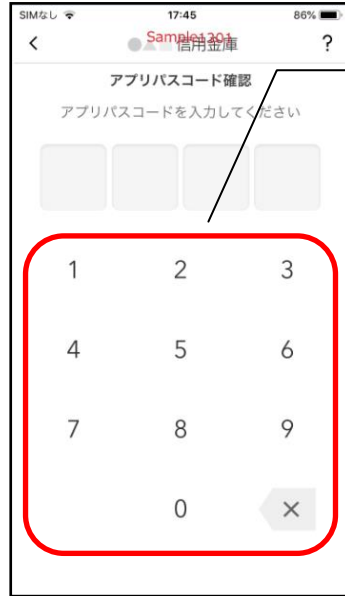 SIMなし 17:45 86%
< ●▲■信用金庫 ?
Sample1201
アプリパスコード確認
アプリパスコードを入力してください
1 2 3
4 5 6
7 8 9
0 ×